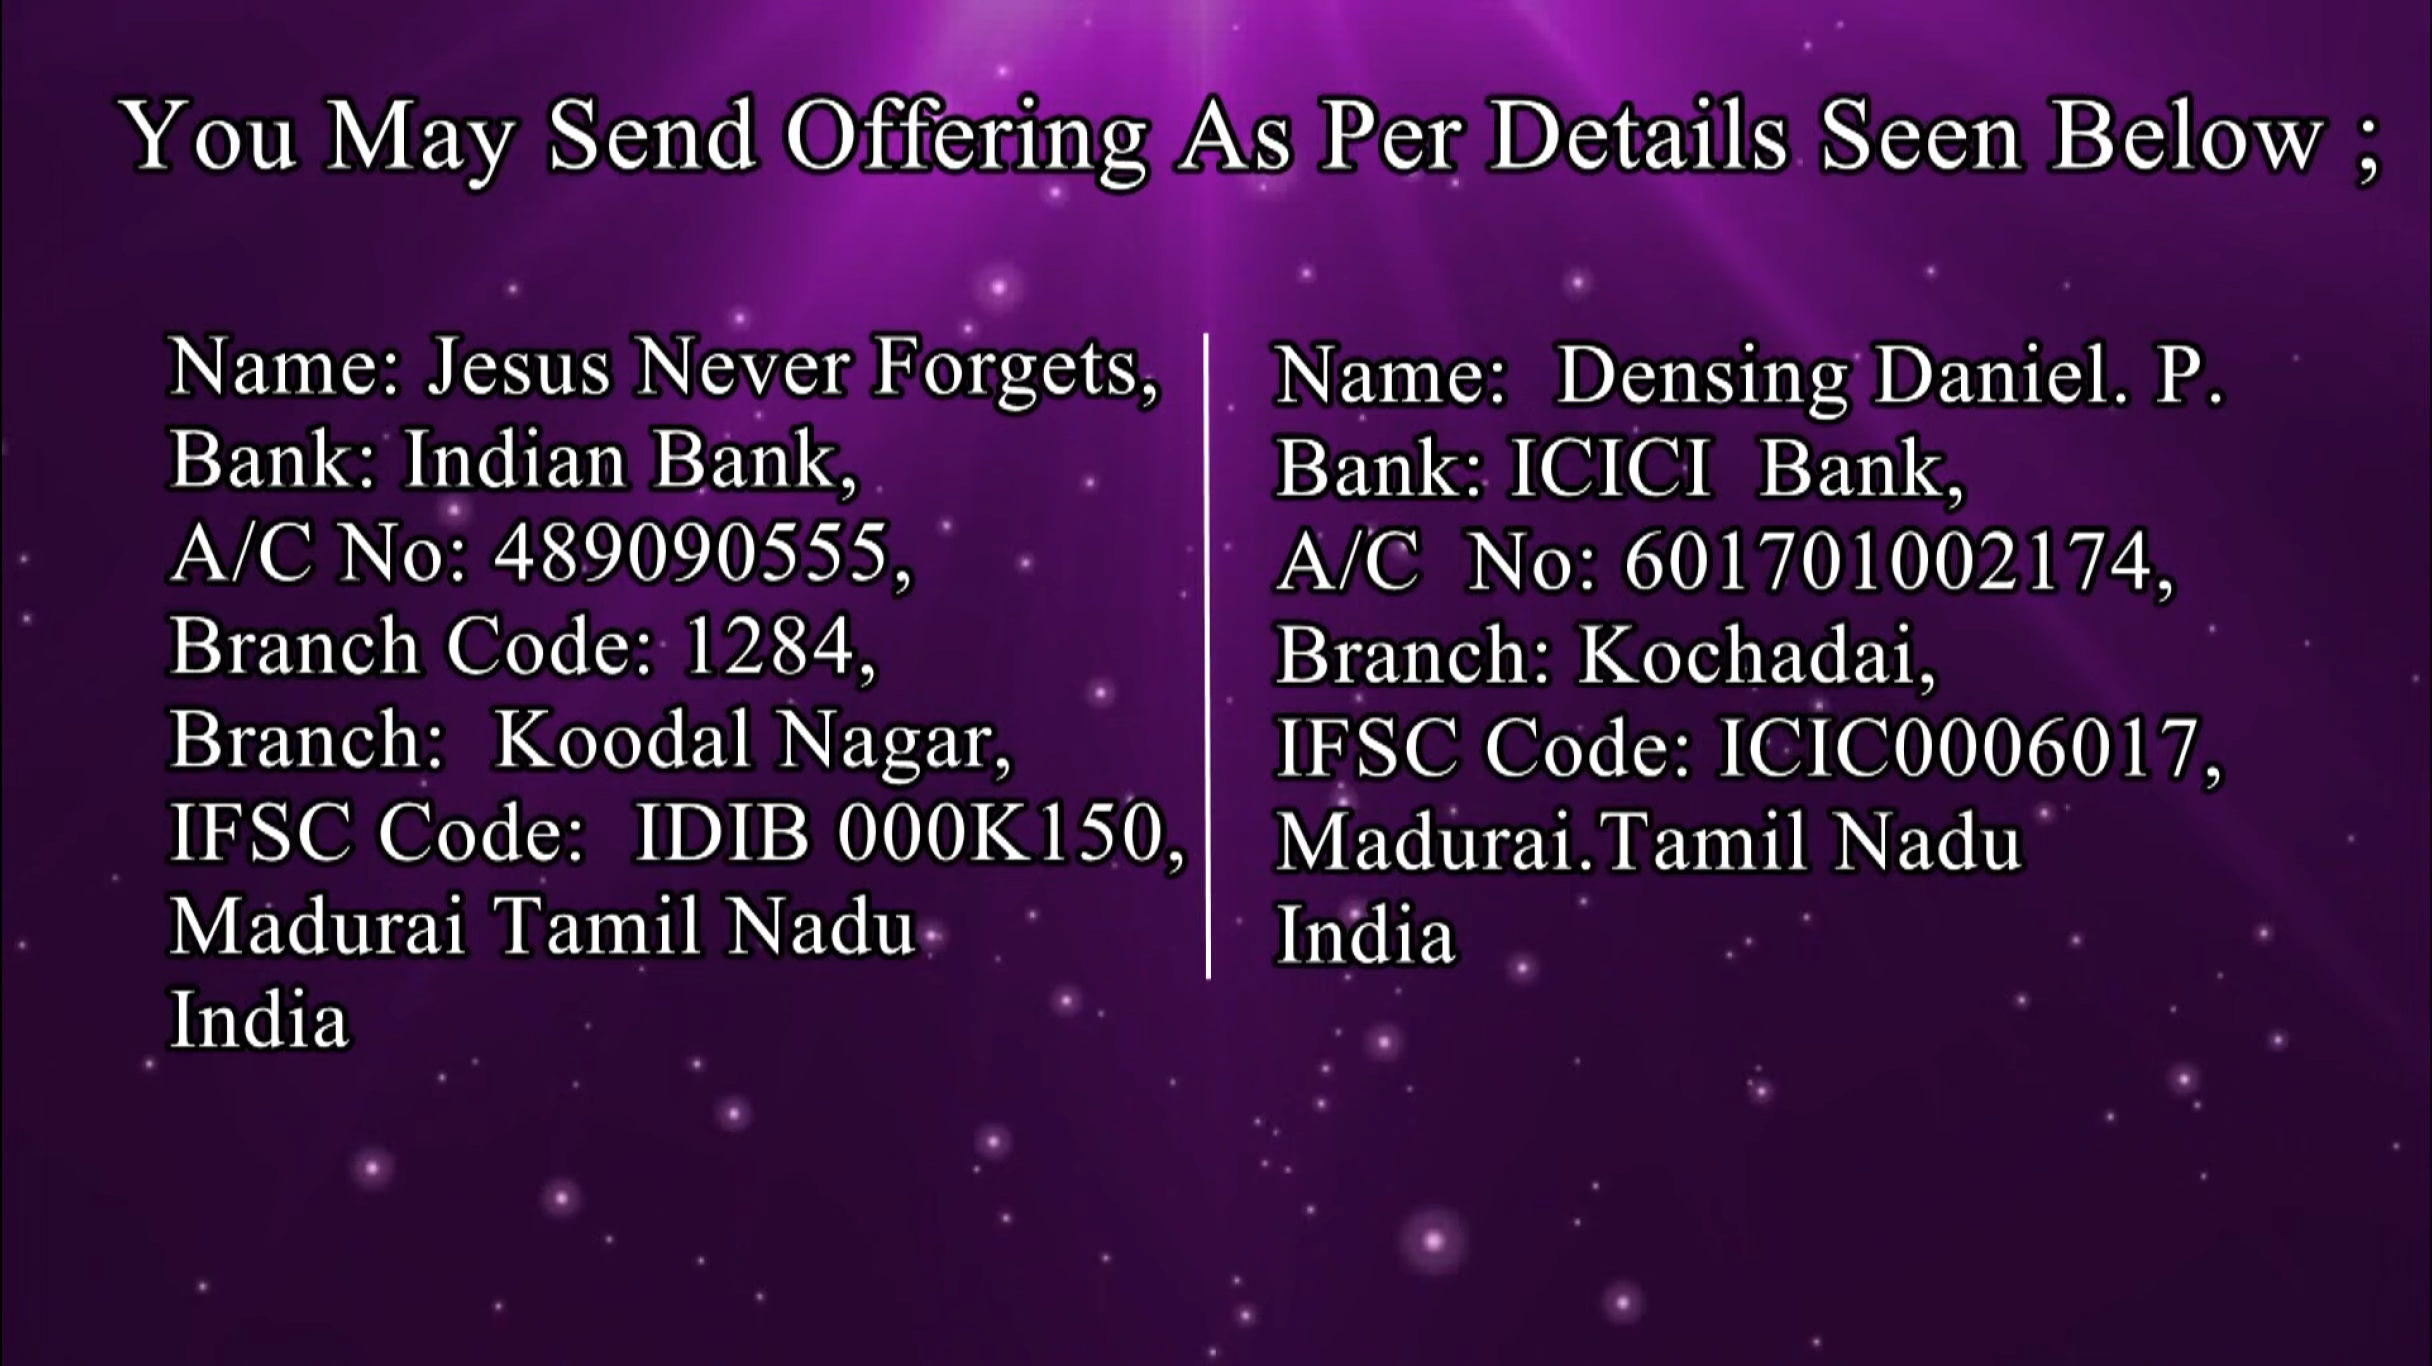 You May Send Offering As Per Details Seen Below ;
Name: Jesus Never Forgets,
Bank: Indian Bank,
A/C No: 489090555,
Branch Code: 1284,
Branch:  Koodal Nagar,
IFSC Code:  IDIB 000K150,
Madurai Tamil Nadu
India
Name:  Densing Daniel. P.
Bank: ICICI  Bank,
A/C  No: 601701002174,
Branch: Kochadai,
IFSC Code: ICIC0006017,
Madurai.Tamil Nadu
India